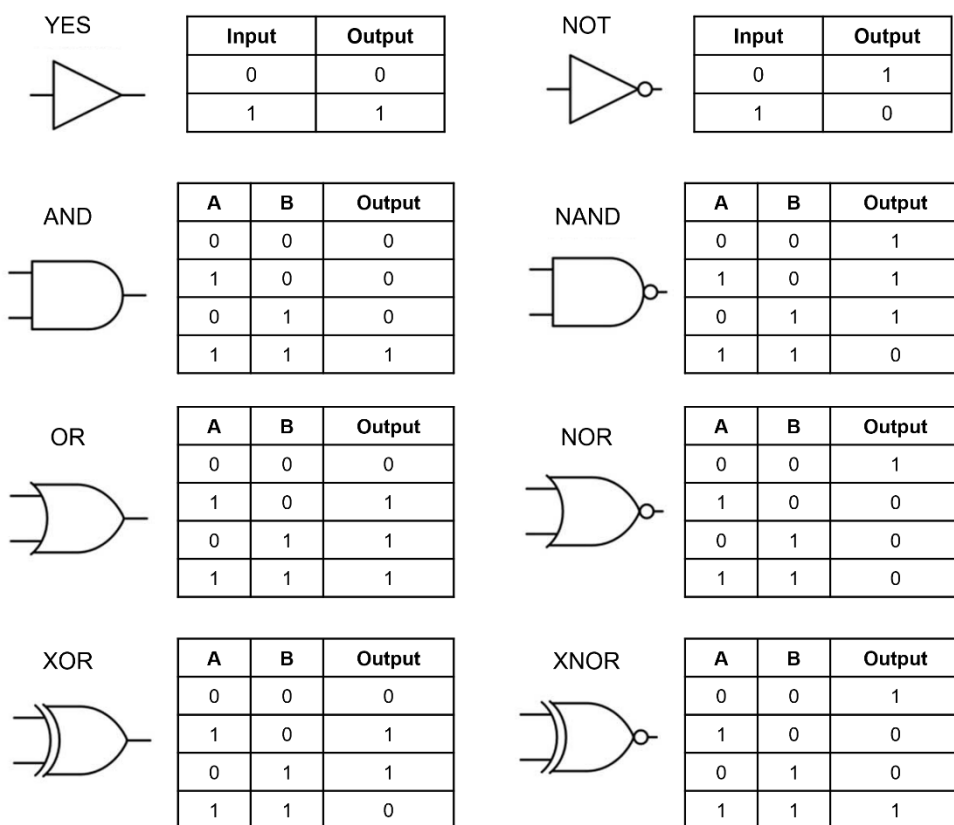 YES
Input Output
0 0
1 1
NOT
Input Output
0 1
1 0
AND
A B Output
0 0 0
1 0 0
0 1 0
1 1 1
NAND
A B Output
0 0 1
1 0 1
0 1 1
1 1 0
OR
A B Output
0 0 0
1 0 1
0 1 1
1 1 1
NOR
A B Output
0 0 1
1 0 0
0 1 0
1 1 0
XOR
A B Output
0 0 0
1 0 1
0 1 1
1 1 0
XNOR
A B Output
0 0 1
1 0 0
0 1 0
1 1 1